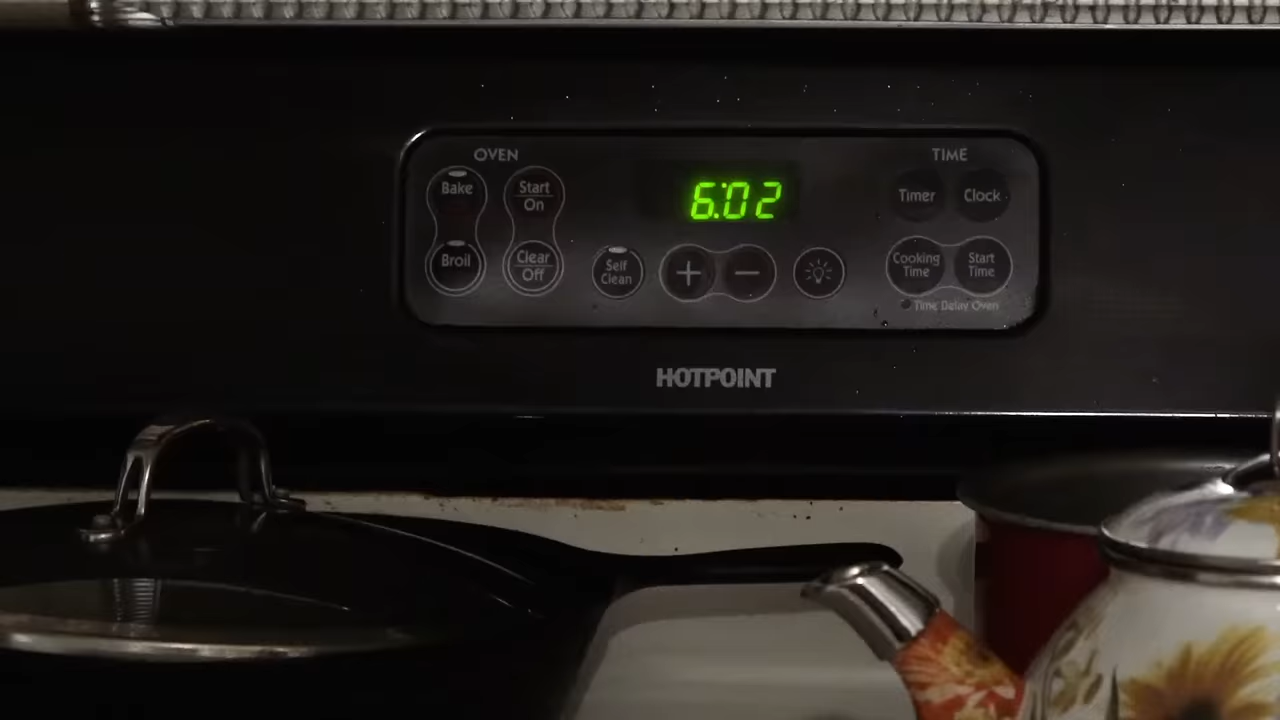 OVEN
TIME
Bake
Start
On
6:02
Timer
Clock
Broil
Clear
Off
Self
Clean
+
−
Cooking
Time
Start
Time
Time Delay Oven
HOTPOINT